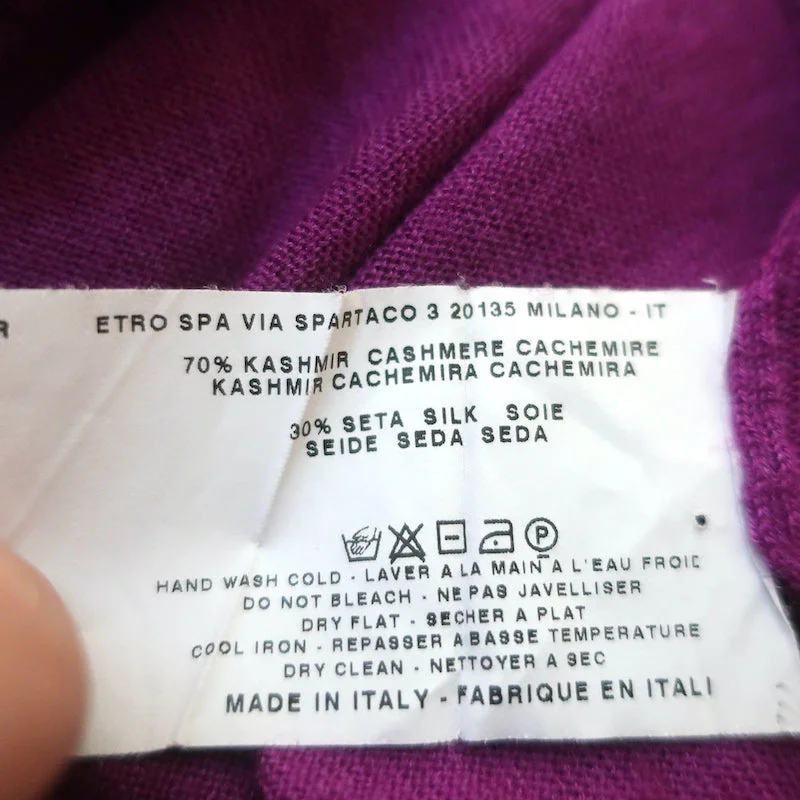 R
ETRO SPA VIA SPARTACO 3 20135 MILANO - IT
70% KASHMIR CASHMERE CACHEMIRE
KASHMIR CACHEMIRA CACHEMIRA
30% SETA SILK SOIE
SEIDE SEDA SEDA
P
HAND WASH COLD - LAVER A LA MAIN A L'EAU FROID
DO NOT BLEACH - NE PAS JAVELLISER
DRY FLAT - SECHER A PLAT
COOL IRON - REPASSER A BASSE TEMPERATURE
DRY CLEAN - NETTOYER A SEC
MADE IN ITALY - FABRIQUE EN ITALI